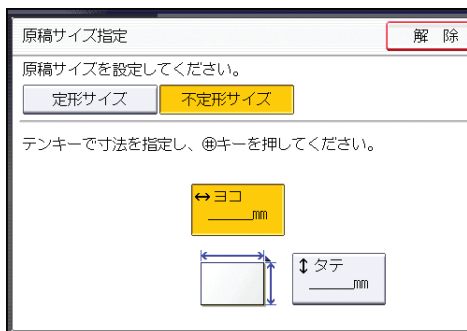 原稿サイズ指定
解 除
原稿サイズを設定してください。
定形サイズ
不定形サイズ
テンキーで寸法を指定し、⊕キーを押してください。
↔ヨコ
____mm
↕タテ
____mm